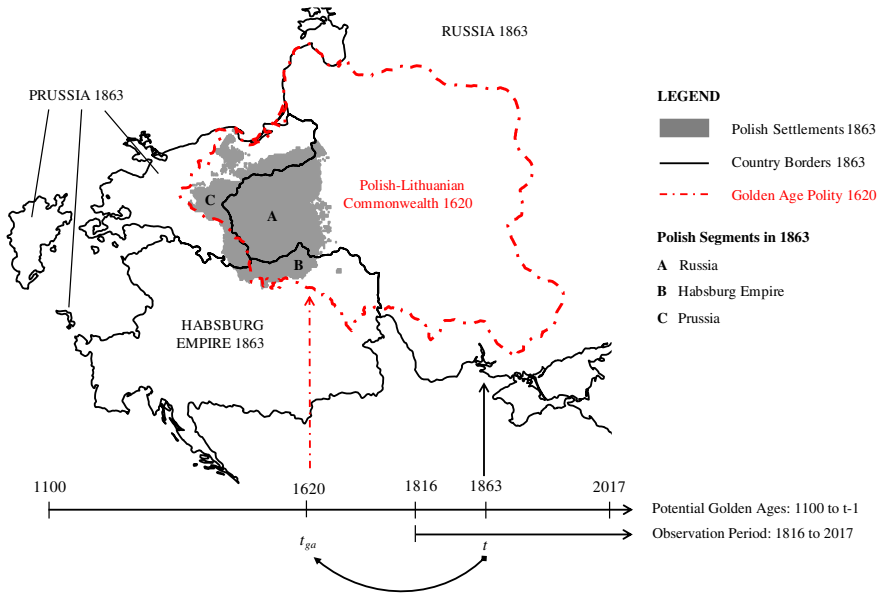 RUSSIA 1863
PRUSSIA 1863
LEGEND
Polish Settlements 1863
Country Borders 1863
Golden Age Polity 1620
Polish-Lithuanian
Commonwealth 1620
C
A
B
Polish Segments in 1863
A Russia
B Habsburg Empire
C Prussia
HABSBURG
EMPIRE 1863
1100
1620
1816
1863
2017
Potential Golden Ages: 1100 to t-1
Observation Period: 1816 to 2017
tga
t